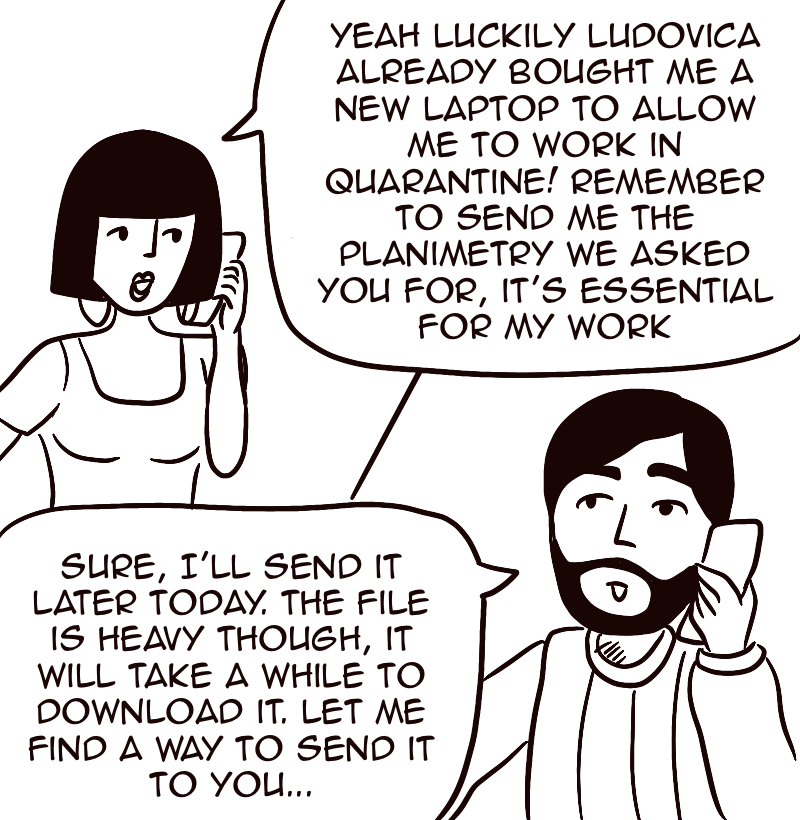 YEAH LUCKILY LUDOVICA
ALREADY BOUGHT ME A
NEW LAPTOP TO ALLOW
ME TO WORK IN
QUARANTINE! REMEMBER
TO SEND ME THE
PLANIMETRY WE ASKED
YOU FOR, IT'S ESSENTIAL
FOR MY WORK
SURE, I'LL SEND IT
LATER TODAY. THE FILE
IS HEAVY THOUGH, IT
WILL TAKE A WHILE TO
DOWNLOAD IT. LET ME
FIND A WAY TO SEND IT
TO YOU...